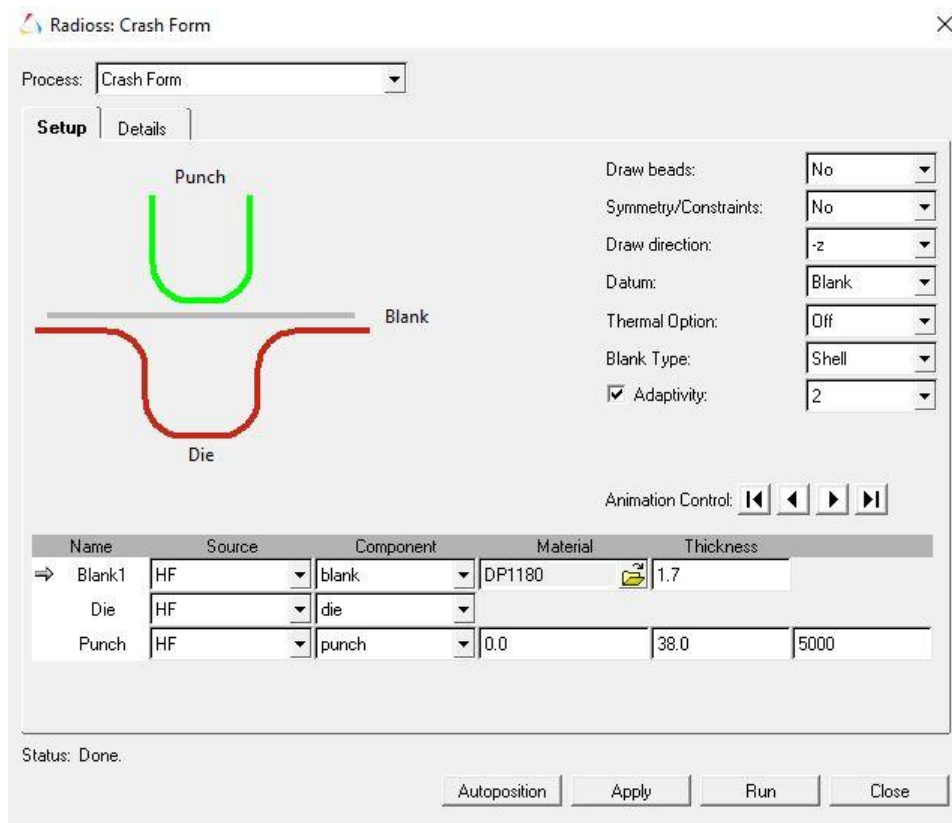 Radioss: Crash Form
Process: Crash Form
Setup Details
Punch
Blank
Die
Draw beads: No
Symmetry/Constraints: No
Draw direction: -z
Datum: Blank
Thermal Option: Off
Blank Type: Shell
Adaptivity: 2
Animation Control:
Name Source Component Material Thickness
Blank1 HF blank DP1180 1.7
Die HF die
Punch HF punch 0.0 38.0 5000
Status: Done.
Autoposition Apply Run Close